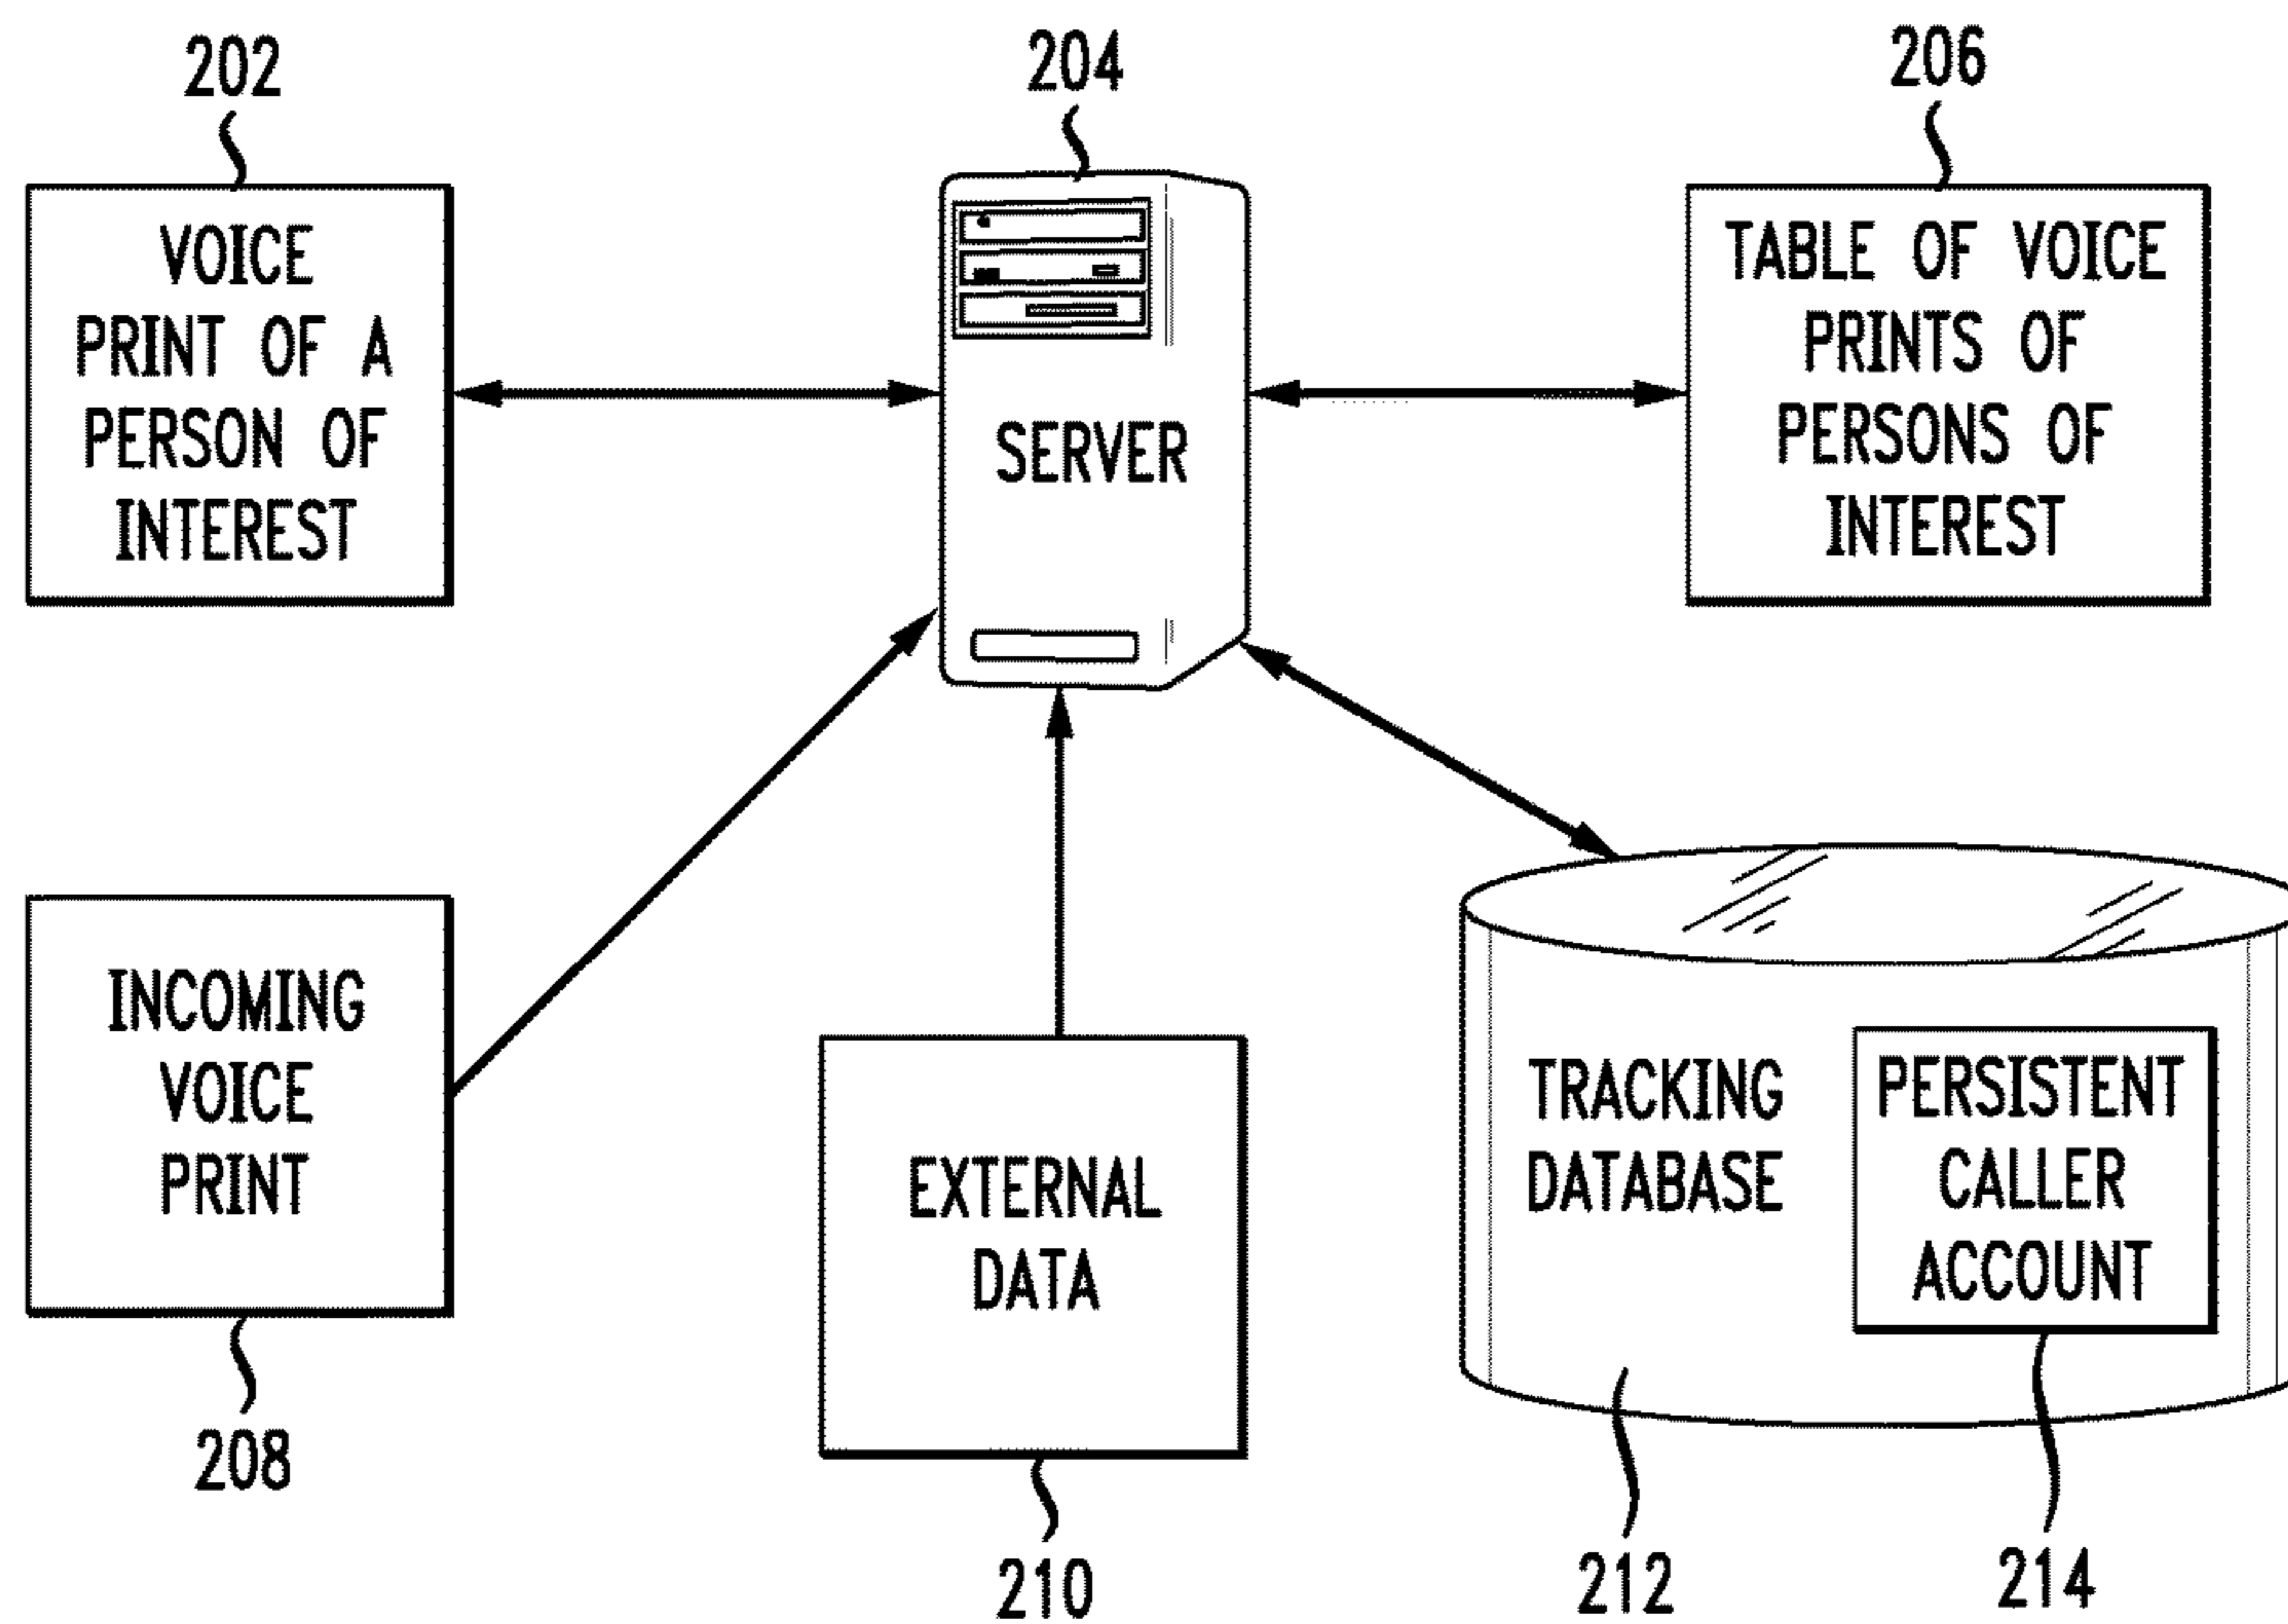 202
204
206
VOICE
PRINT OF A
PERSON OF
INTEREST
SERVER
TABLE OF VOICE
PRINTS OF
PERSONS OF
INTEREST
INCOMING
VOICE
PRINT
208
EXTERNAL
DATA
210
TRACKING
DATABASE
PERSISTENT
CALLER
ACCOUNT
212
214